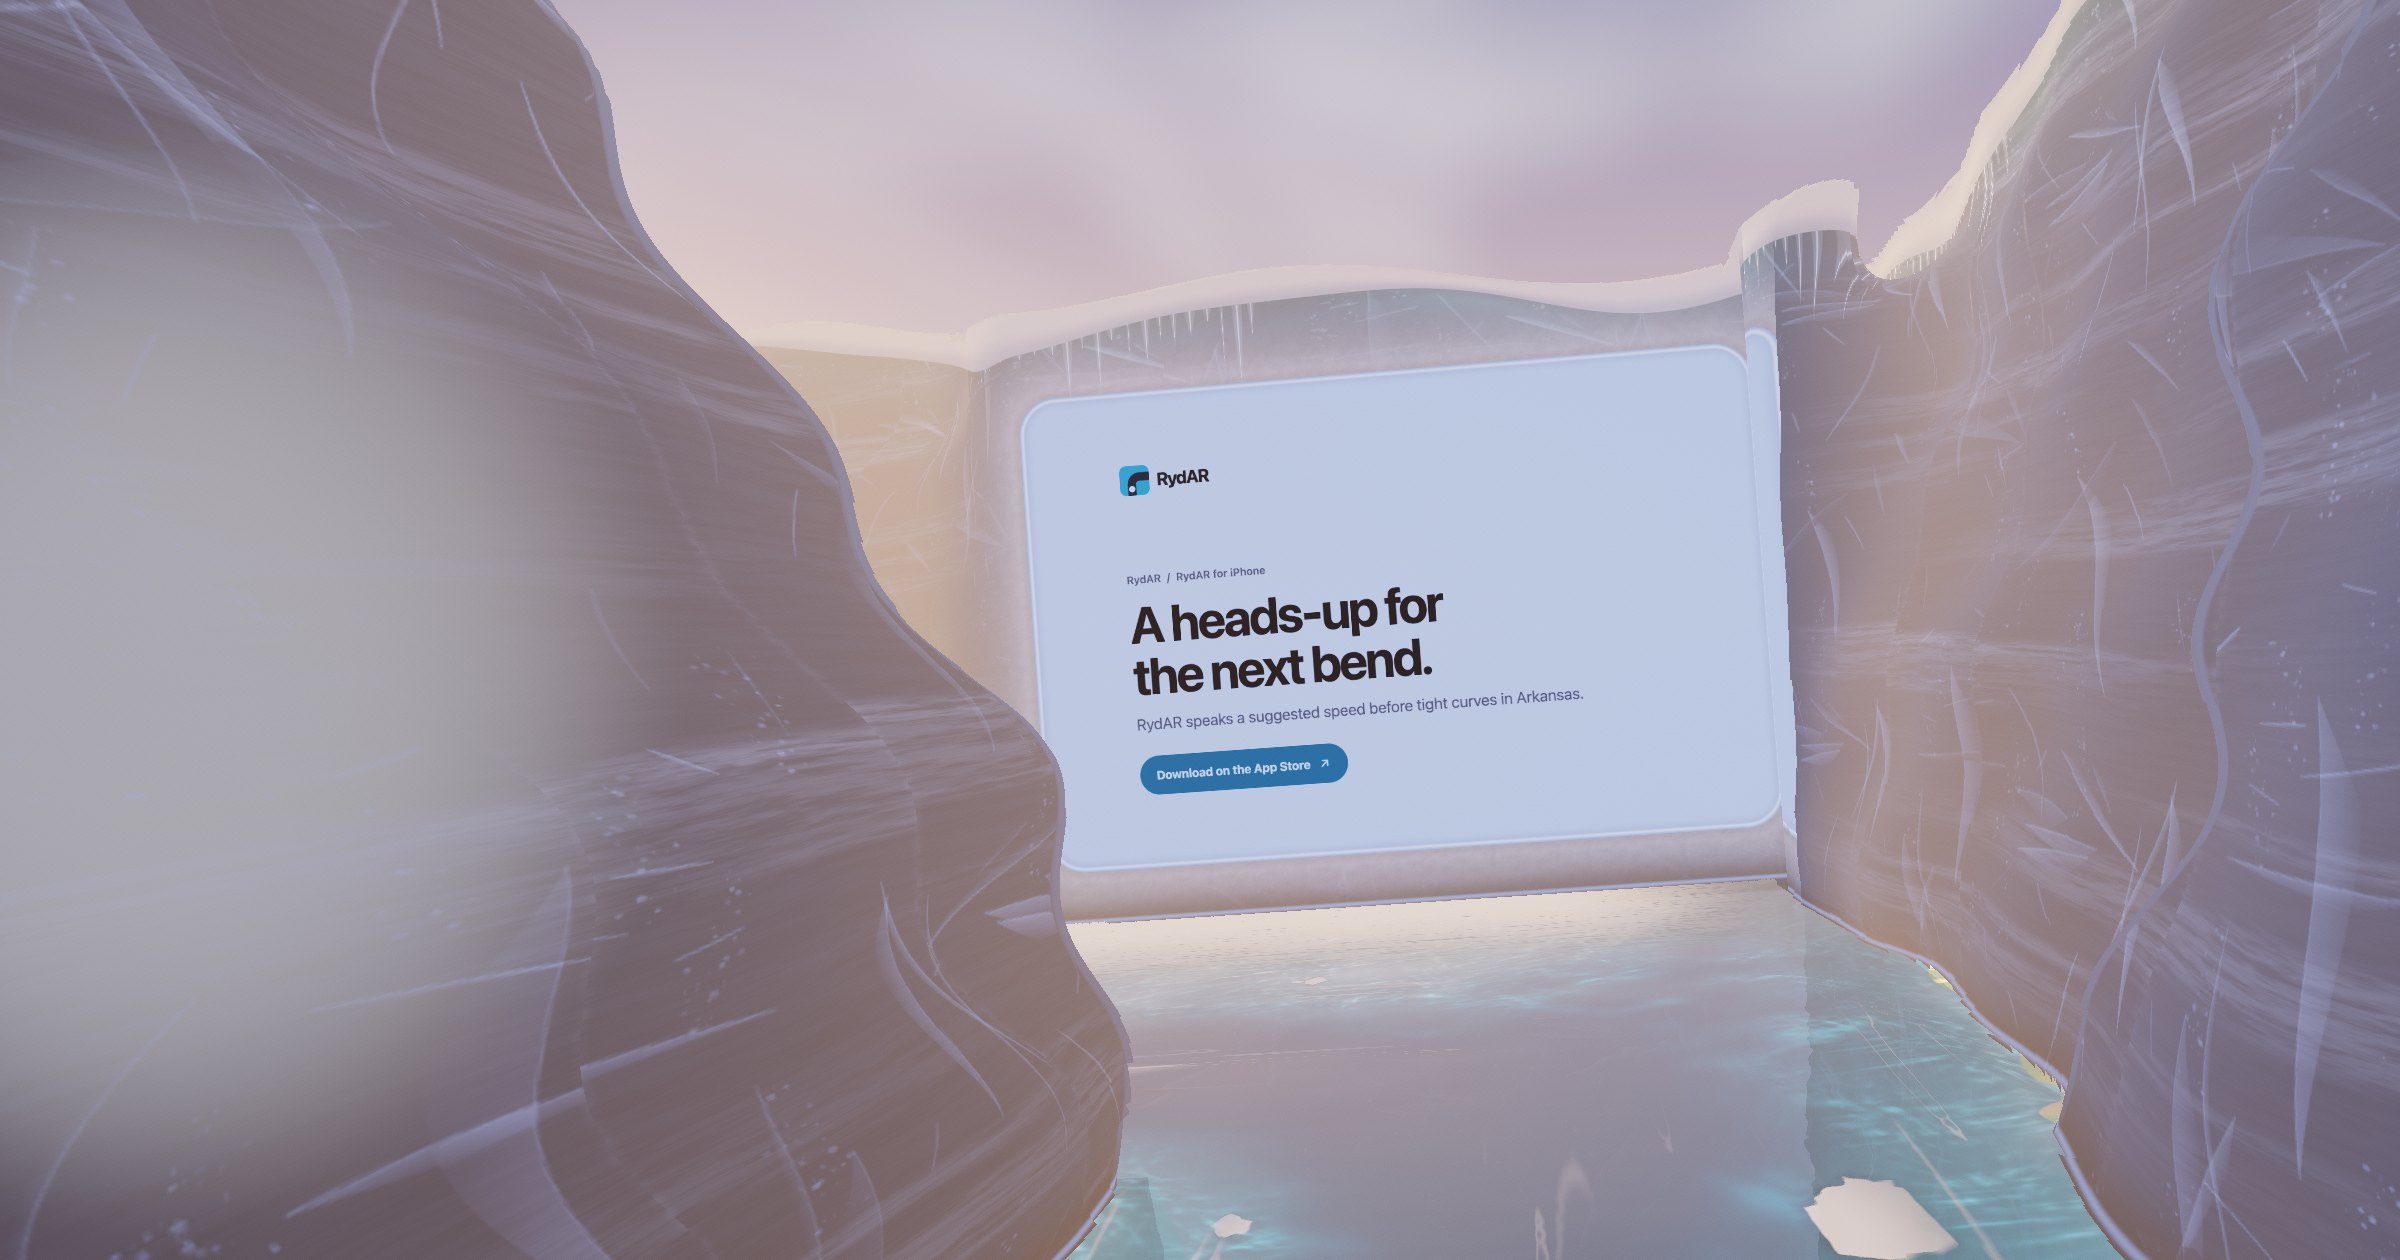 RydAR
RydAR / RydAR for iPhone
A heads-up for
the next bend.
RydAR speaks a suggested speed before tight curves in Arkansas.
Download on the App Store ↗